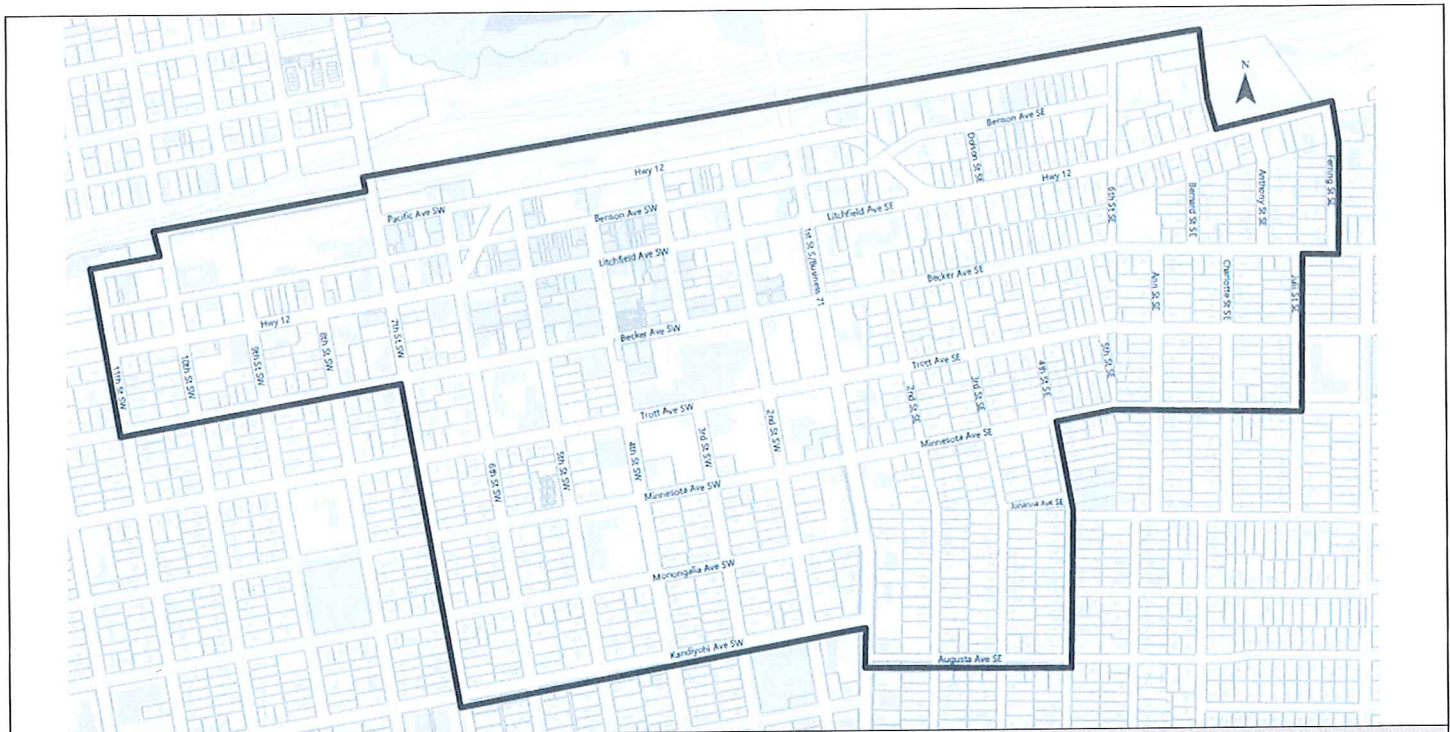 N
Benson Ave SE
Dotson St SE
Hwy 12
Hwy 12
Ferring St SE
Anthony St SE
Bernard St SE
6th St SE
Pacific Ave SW
Benson Ave SW
Litchfield Ave SE
Litchfield Ave SW
1st St S/Business 71
Becker Ave SE
Ann St SE
Charlotte St SE
Juli St SE
Hwy 12
7th St SW
8th St SW
9th St SW
10th St SW
11th St SW
Becker Ave SW
Trott Ave SE
5th St SE
4th St SE
3rd St SE
2nd St SE
Trott Ave SW
2nd St SW
3rd St SW
4th St SW
5th St SW
6th St SW
Minnesota Ave SE
Minnesota Ave SW
Johanna Ave SE
Monongalia Ave SW
Kandiyohi Ave SW
Augusta Ave SE